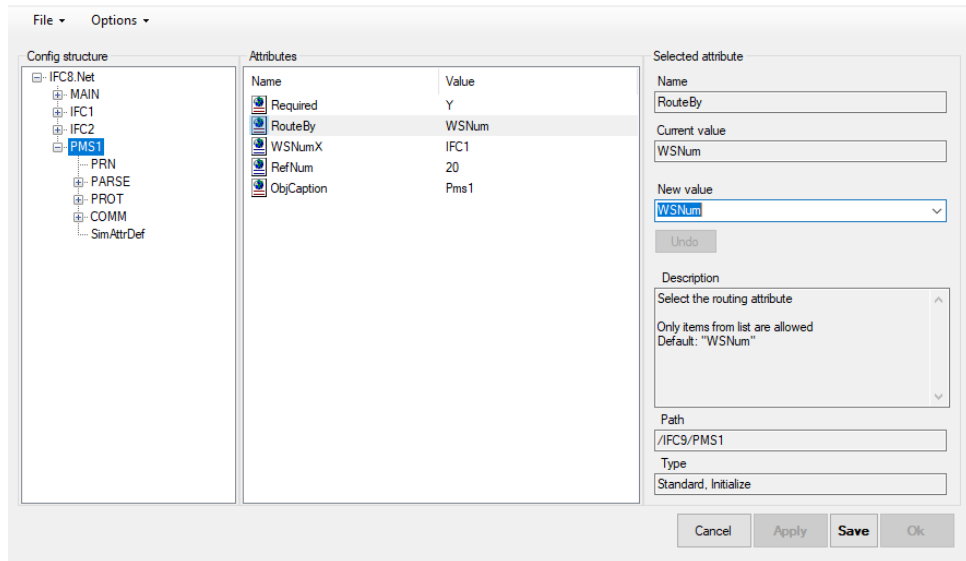 File Options
Config structure
IFC8.Net
MAIN
IFC1
IFC2
PMS1
PRN
PARSE
PROT
COMM
SimAttrDef
Attributes
Name Value
Required Y
RouteBy WSNum
WSNumX IFC1
RefNum 20
ObjCaption Pms1
Selected attribute
Name
RouteBy
Current value
WSNum
New value
WSNum
Undo
Description
Select the routing attribute
Only items from list are allowed
Default: "WSNum"
Path
/IFC9/PMS1
Type
Standard, Initialize
Cancel Apply Save Ok